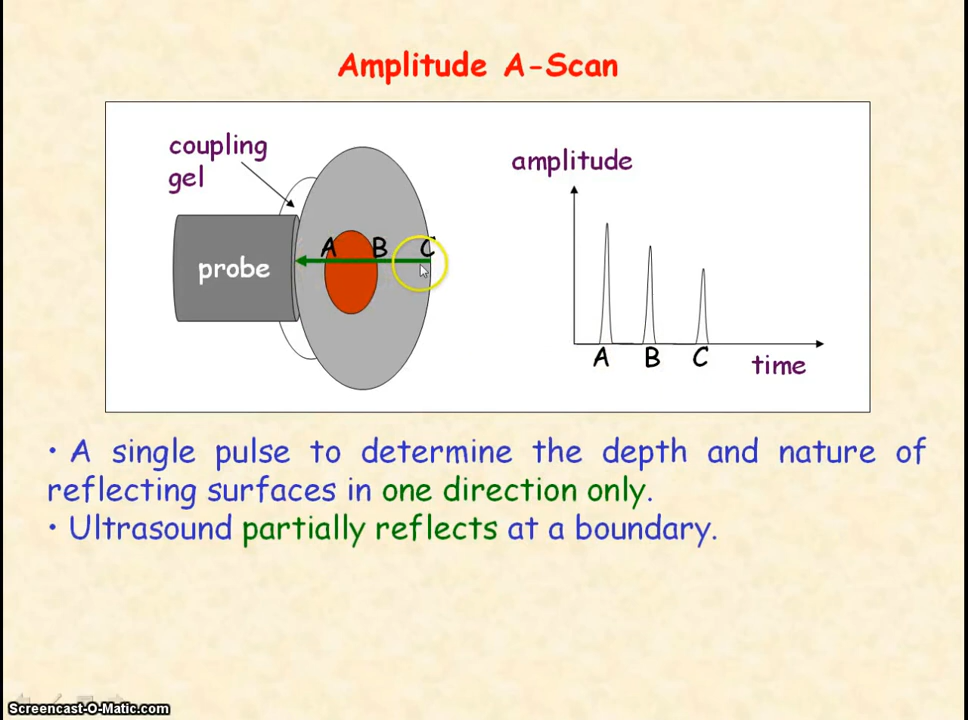 Amplitude A-Scan
coupling
gel
amplitude
A B C
probe
A B C
time
• A single pulse to determine the depth and nature of
reflecting surfaces in one direction only.
• Ultrasound partially reflects at a boundary.
Screencast-O-Matic.com